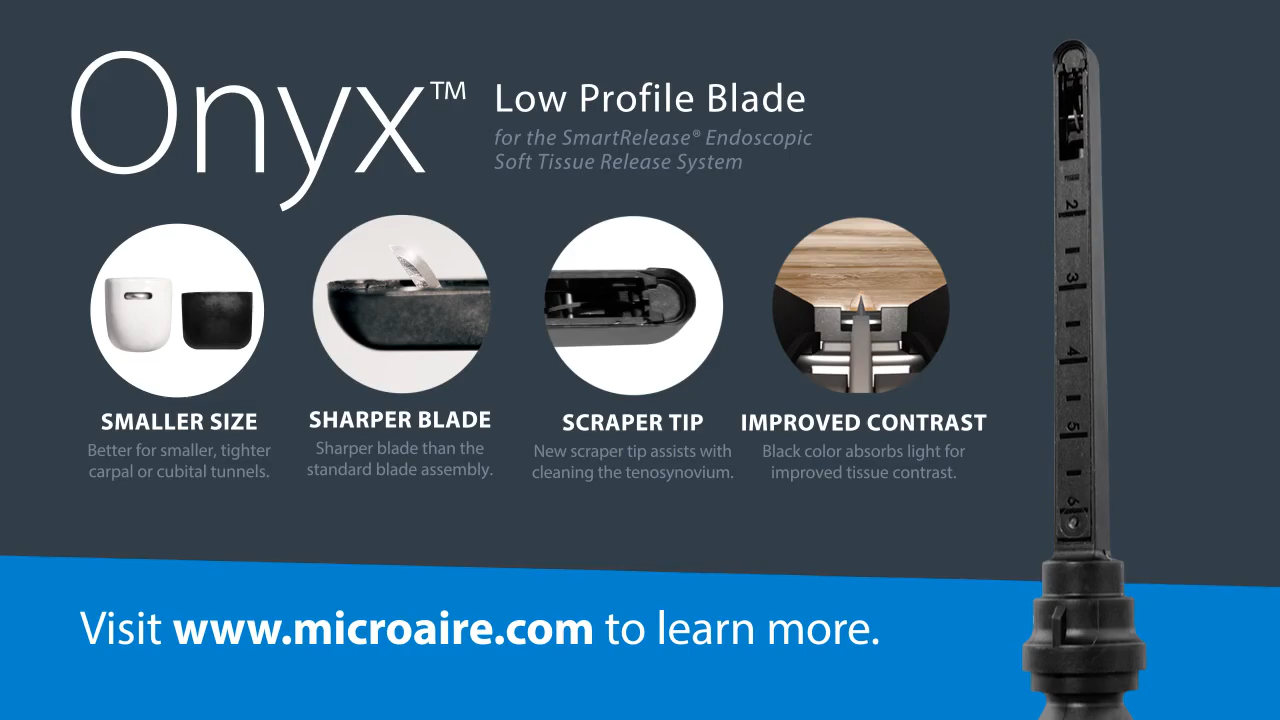 Onyx™
Low Profile Blade
for the SmartRelease® Endoscopic
Soft Tissue Release System
SMALLER SIZE
Better for smaller, tighter
carpal or cubital tunnels.
SHARPER BLADE
Sharper blade than the
standard blade assembly.
SCRAPER TIP
New scraper tip assists with
cleaning the tenosynovium.
IMPROVED CONTRAST
Black color absorbs light for
improved tissue contrast.
2
3
4
5
6
Visit www.microaire.com to learn more.